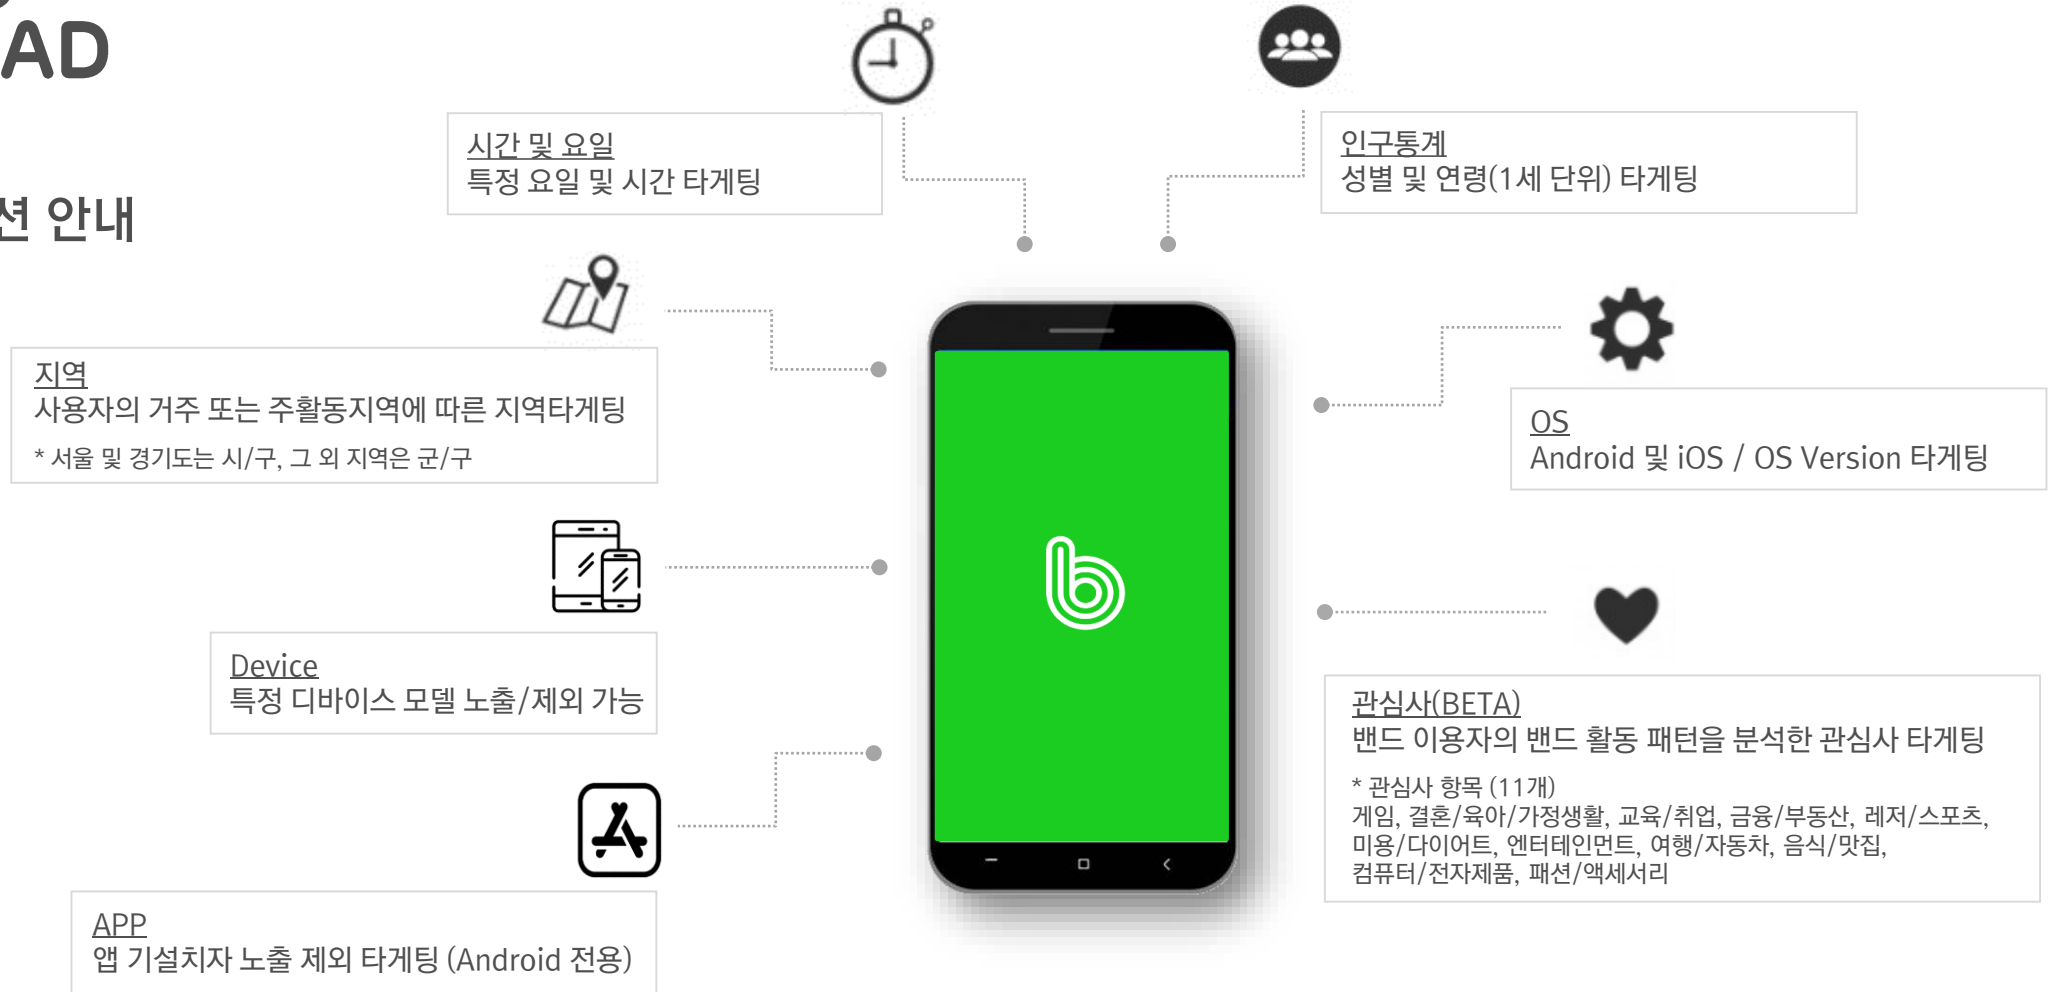 AD
션 안내
시간 및 요일
특정 요일 및 시간 타게팅
인구통계
성별 및 연령(1세 단위) 타게팅
지역
사용자의 거주 또는 주활동지역에 따른 지역타게팅
* 서울 및 경기도는 시/구, 그 외 지역은 군/구
OS
Android 및 iOS / OS Version 타게팅
Device
특정 디바이스 모델 노출/제외 가능
관심사(BETA)
밴드 이용자의 밴드 활동 패턴을 분석한 관심사 타게팅
* 관심사 항목 (11개)
게임, 결혼/육아/가정생활, 교육/취업, 금융/부동산, 레저/스포츠,
미용/다이어트, 엔터테인먼트, 여행/자동차, 음식/맛집,
컴퓨터/전자제품, 패션/액세서리
APP
앱 기설치자 노출 제외 타게팅 (Android 전용)